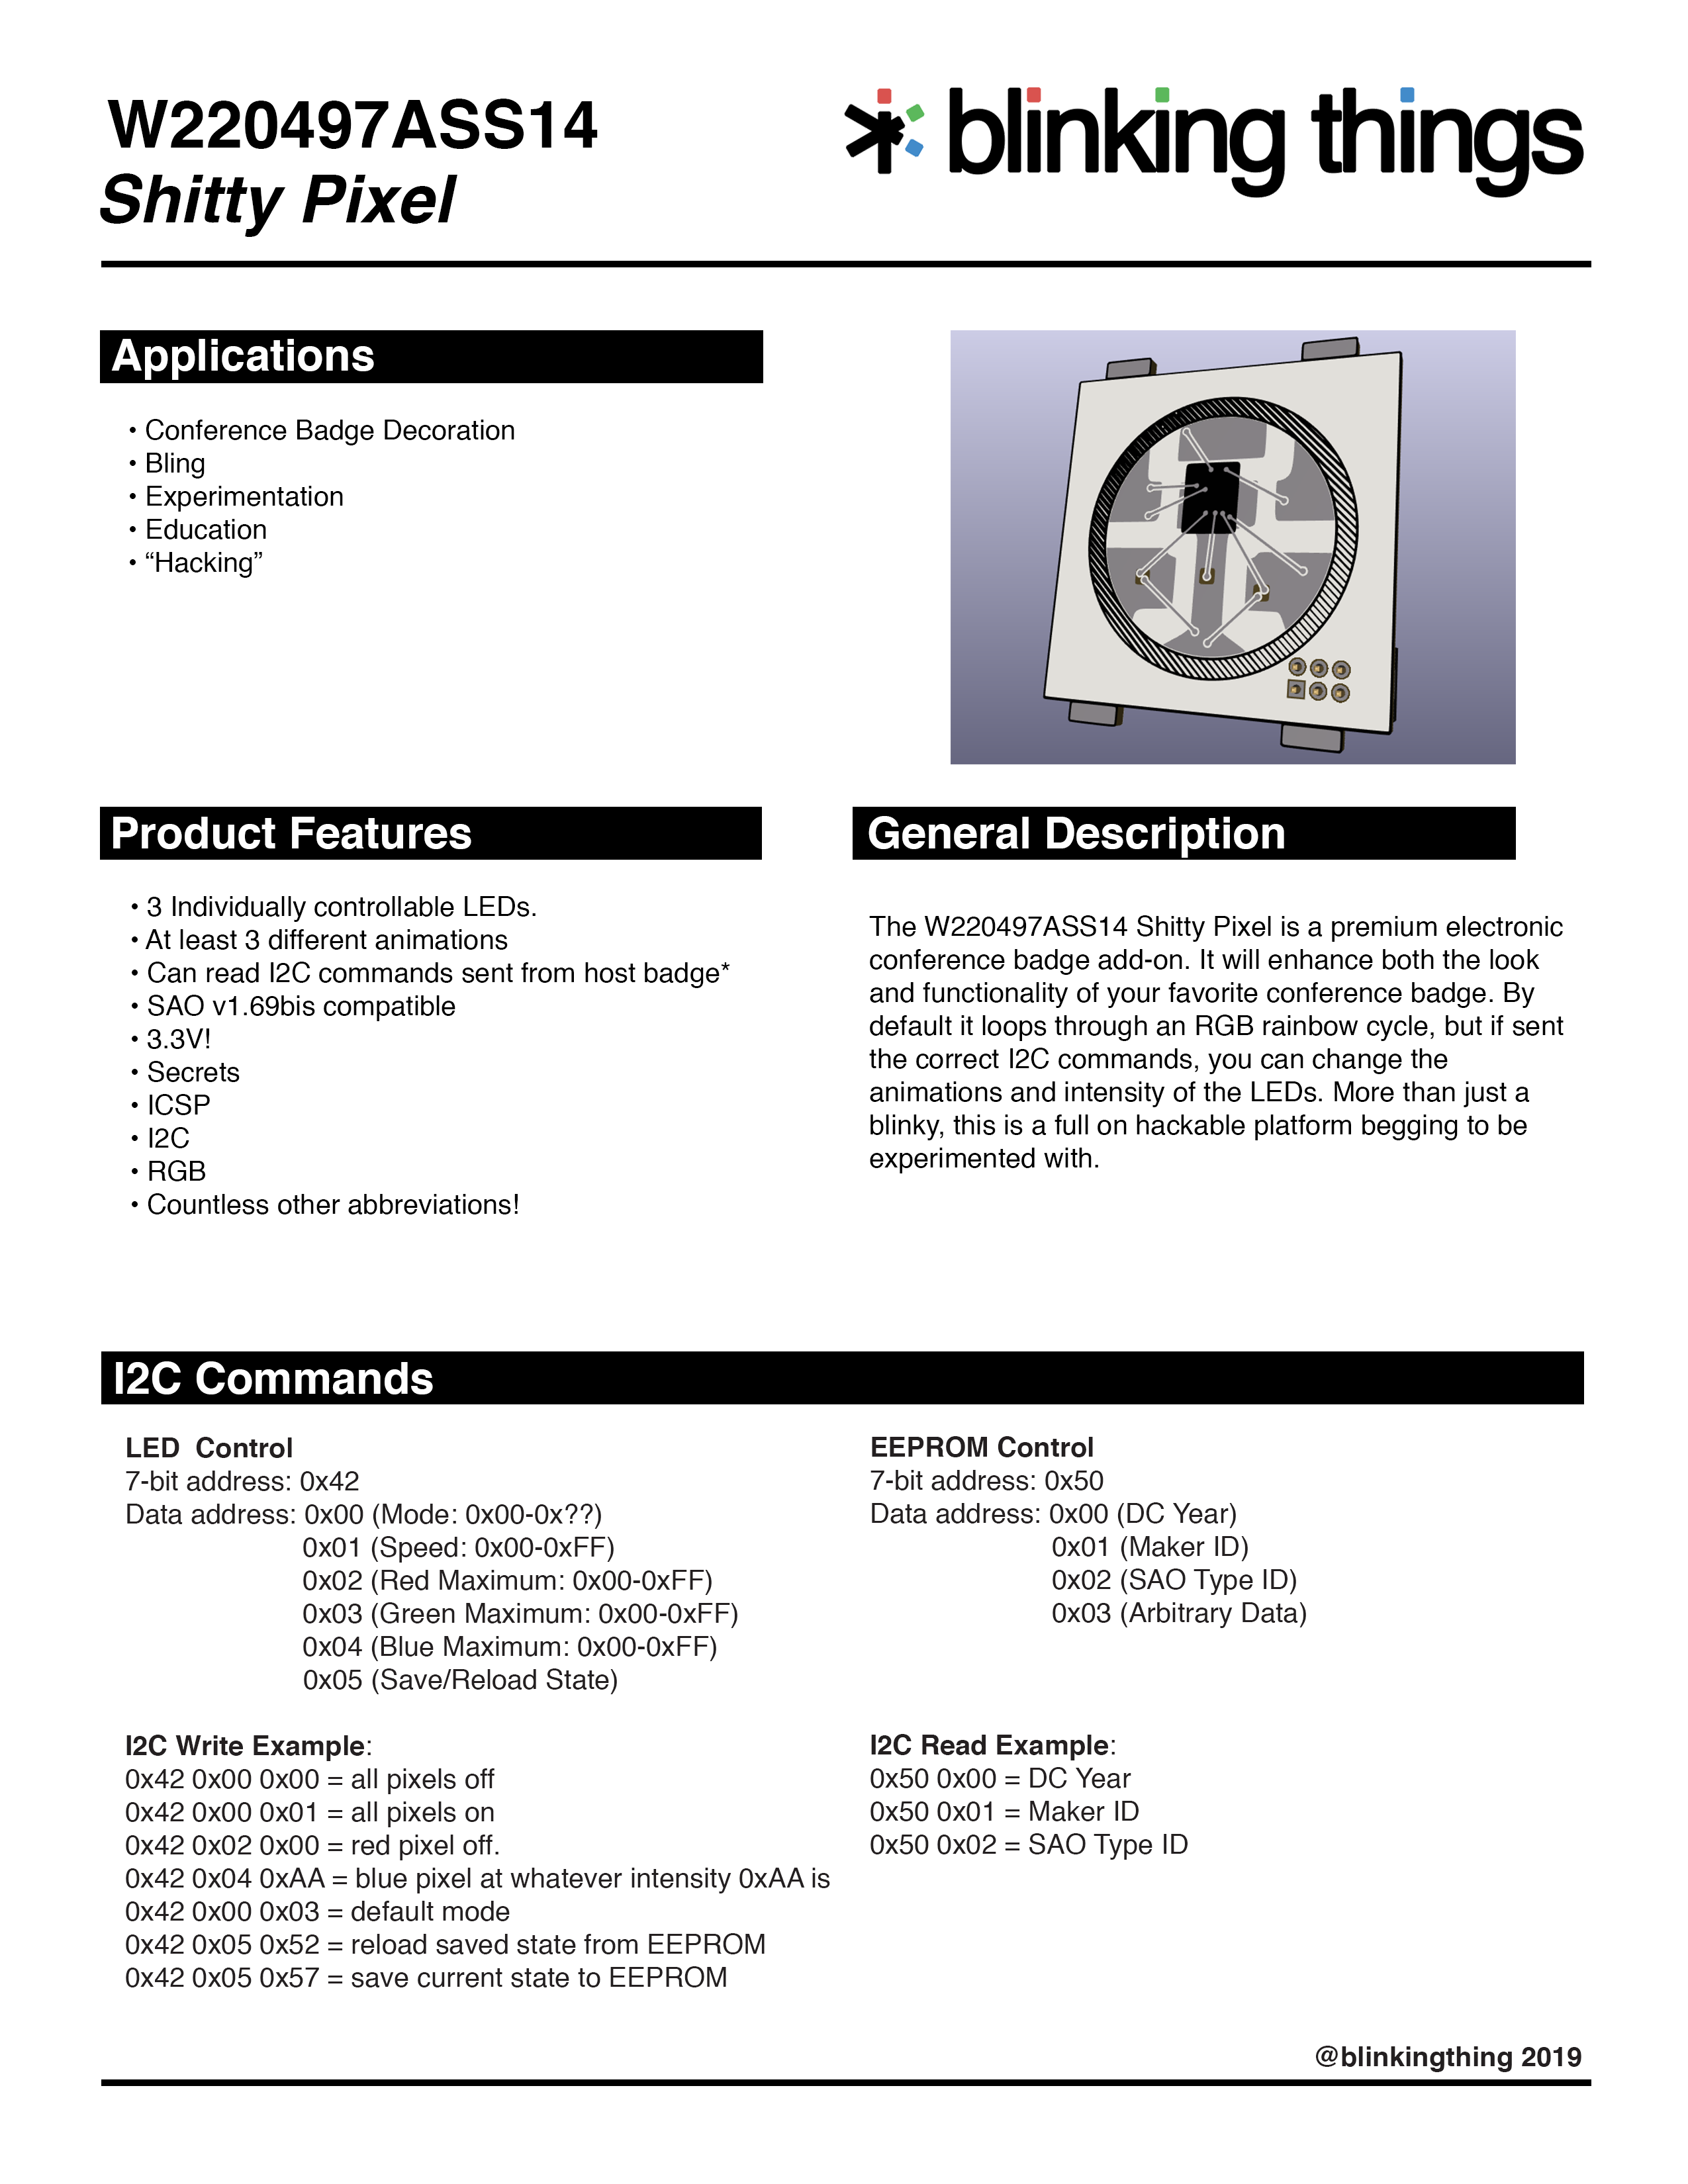 W220497ASS14
Shitty Pixel
blinking things
Applications
• Conference Badge Decoration
• Bling
• Experimentation
• Education
• “Hacking”
Product Features
• 3 Individually controllable LEDs.
• At least 3 different animations
• Can read I2C commands sent from host badge*
• SAO v1.69bis compatible
• 3.3V!
• Secrets
• ICSP
• I2C
• RGB
• Countless other abbreviations!
General Description
The W220497ASS14 Shitty Pixel is a premium electronic
conference badge add-on. It will enhance both the look
and functionality of your favorite conference badge. By
default it loops through an RGB rainbow cycle, but if sent
the correct I2C commands, you can change the
animations and intensity of the LEDs. More than just a
blinky, this is a full on hackable platform begging to be
experimented with.
I2C Commands
LED  Control
7-bit address: 0x42
Data address: 0x00 (Mode: 0x00-0x??)
0x01 (Speed: 0x00-0xFF)
0x02 (Red Maximum: 0x00-0xFF)
0x03 (Green Maximum: 0x00-0xFF)
0x04 (Blue Maximum: 0x00-0xFF)
0x05 (Save/Reload State)
EEPROM Control
7-bit address: 0x50
Data address: 0x00 (DC Year)
0x01 (Maker ID)
0x02 (SAO Type ID)
0x03 (Arbitrary Data)
I2C Write Example:
0x42 0x00 0x00 = all pixels off
0x42 0x00 0x01 = all pixels on
0x42 0x02 0x00 = red pixel off.
0x42 0x04 0xAA = blue pixel at whatever intensity 0xAA is
0x42 0x00 0x03 = default mode
0x42 0x05 0x52 = reload saved state from EEPROM
0x42 0x05 0x57 = save current state to EEPROM
I2C Read Example:
0x50 0x00 = DC Year
0x50 0x01 = Maker ID
0x50 0x02 = SAO Type ID
@blinkingthing 2019